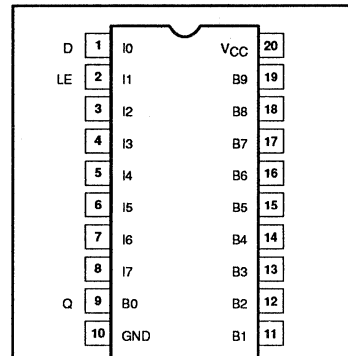 D 1 I0 VCC 20
LE 2 I1 B9 19
3 I2 B8 18
4 I3 B7 17
5 I4 B6 16
6 I5 B5 15
7 I6 B4 14
8 I7 B3 13
Q 9 B0 B2 12
10 GND B1 11